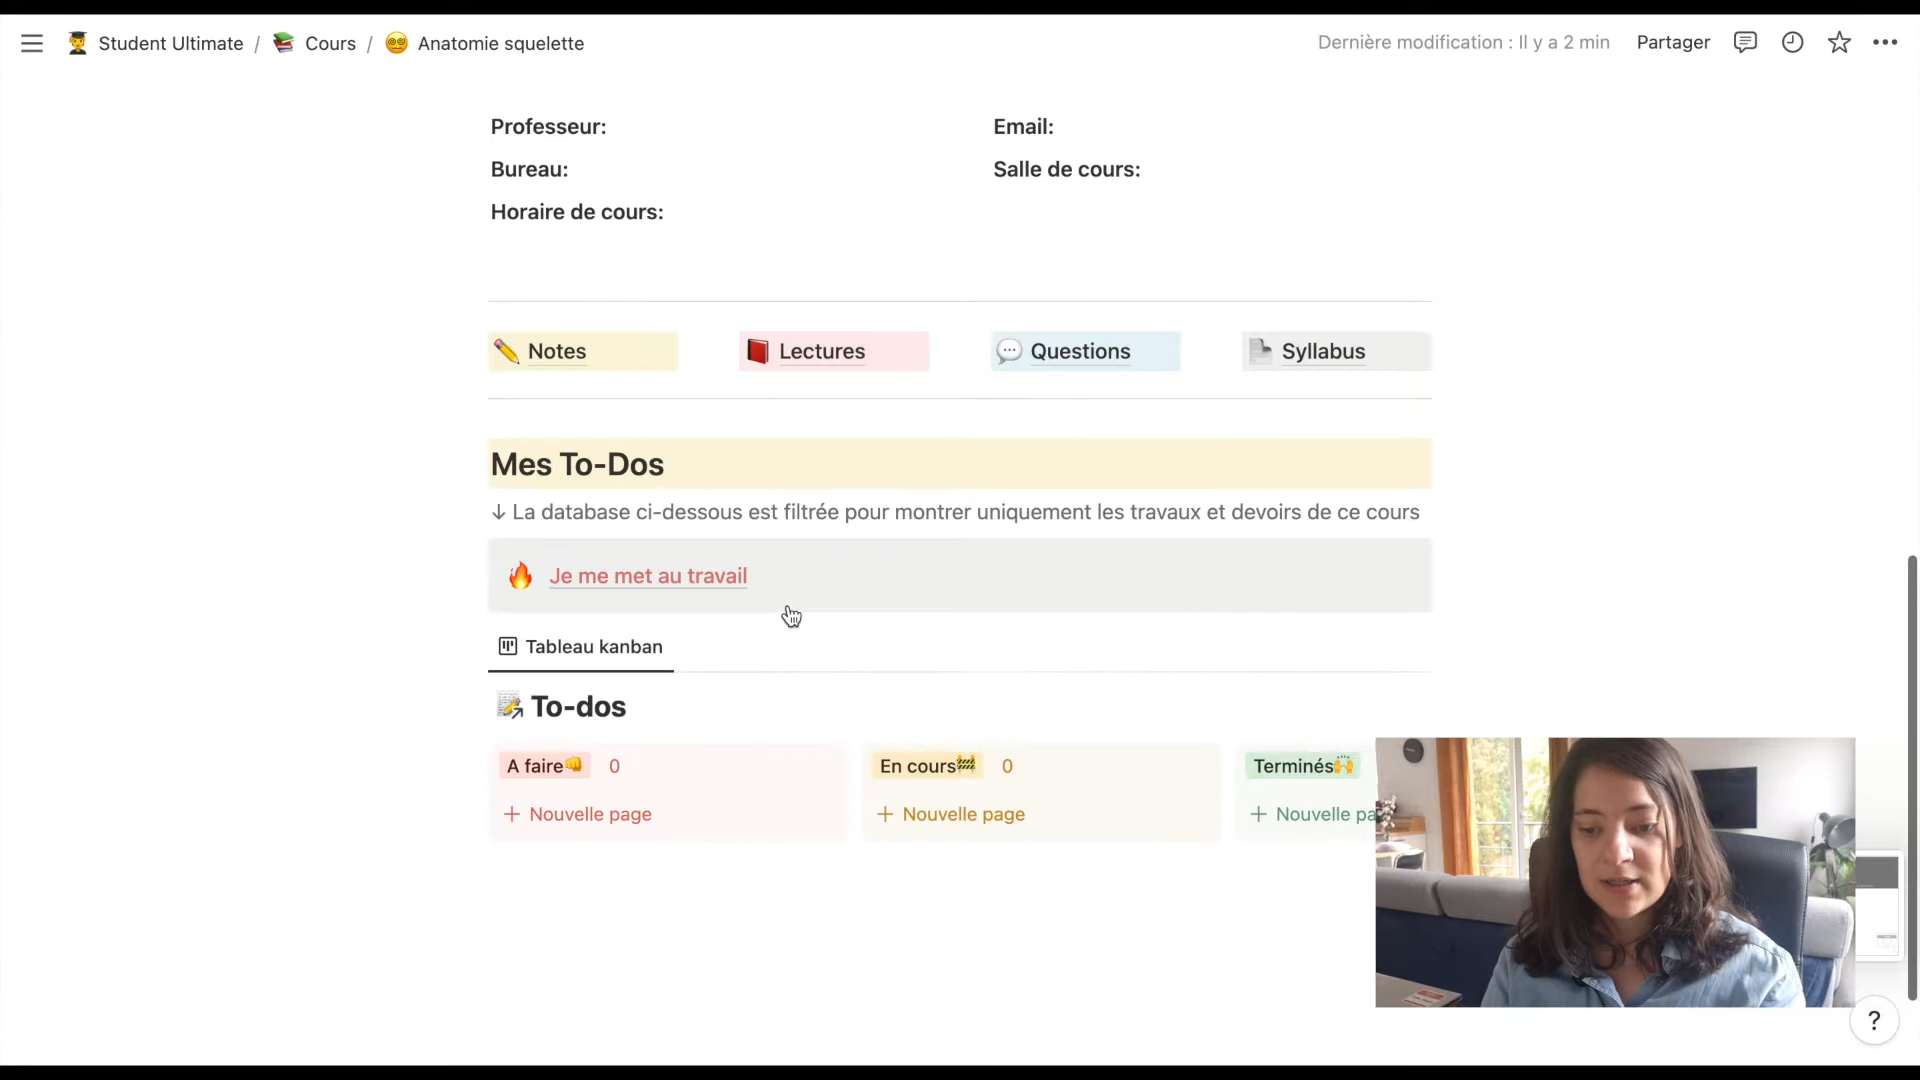 Student Ultimate / Cours / Anatomie squelette
Dernière modification : Il y a 2 min Partager
Professeur: Email:
Bureau: Salle de cours:
Horaire de cours:
Notes Lectures Questions Syllabus
Mes To-Dos
↓ La database ci-dessous est filtrée pour montrer uniquement les travaux et devoirs de ce cours
Je me met au travail
Tableau kanban
To-dos
A faire 0 En cours 0 Terminés
+ Nouvelle page + Nouvelle page + Nouvelle pa
?